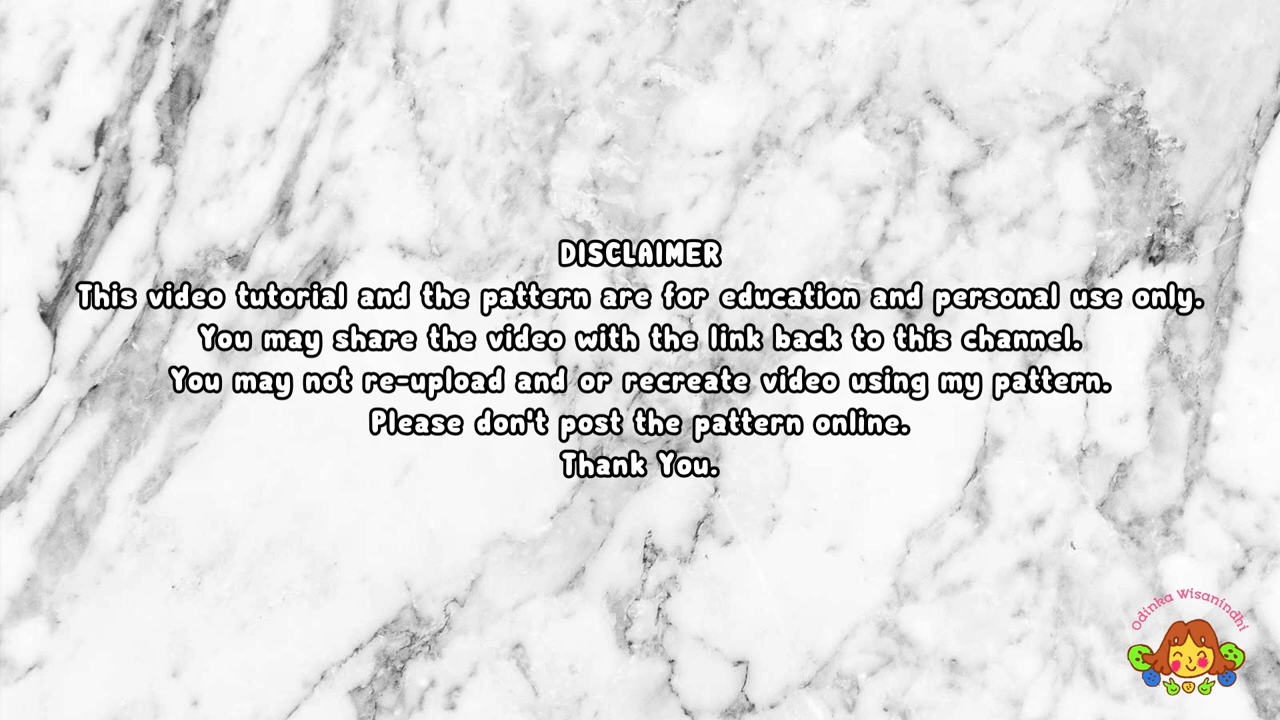 DISCLAIMER
This video tutorial and the pattern are for education and personal use only.
You may share the video with the link back to this channel.
You may not re-upload and or recreate video using my pattern.
Please don't post the pattern online.
Thank You.
Odinka Wisanindhi